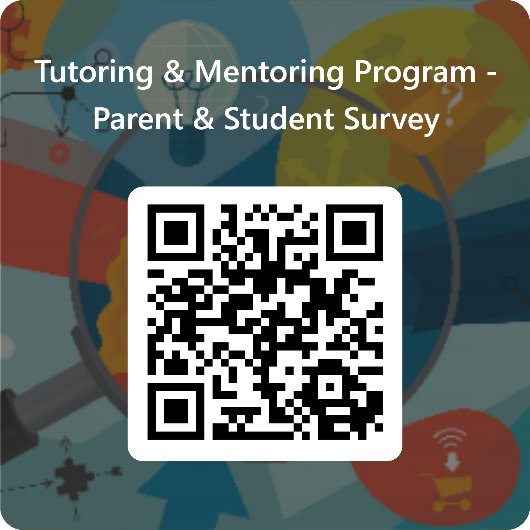 Tutoring & Mentoring Program -
Parent & Student Survey